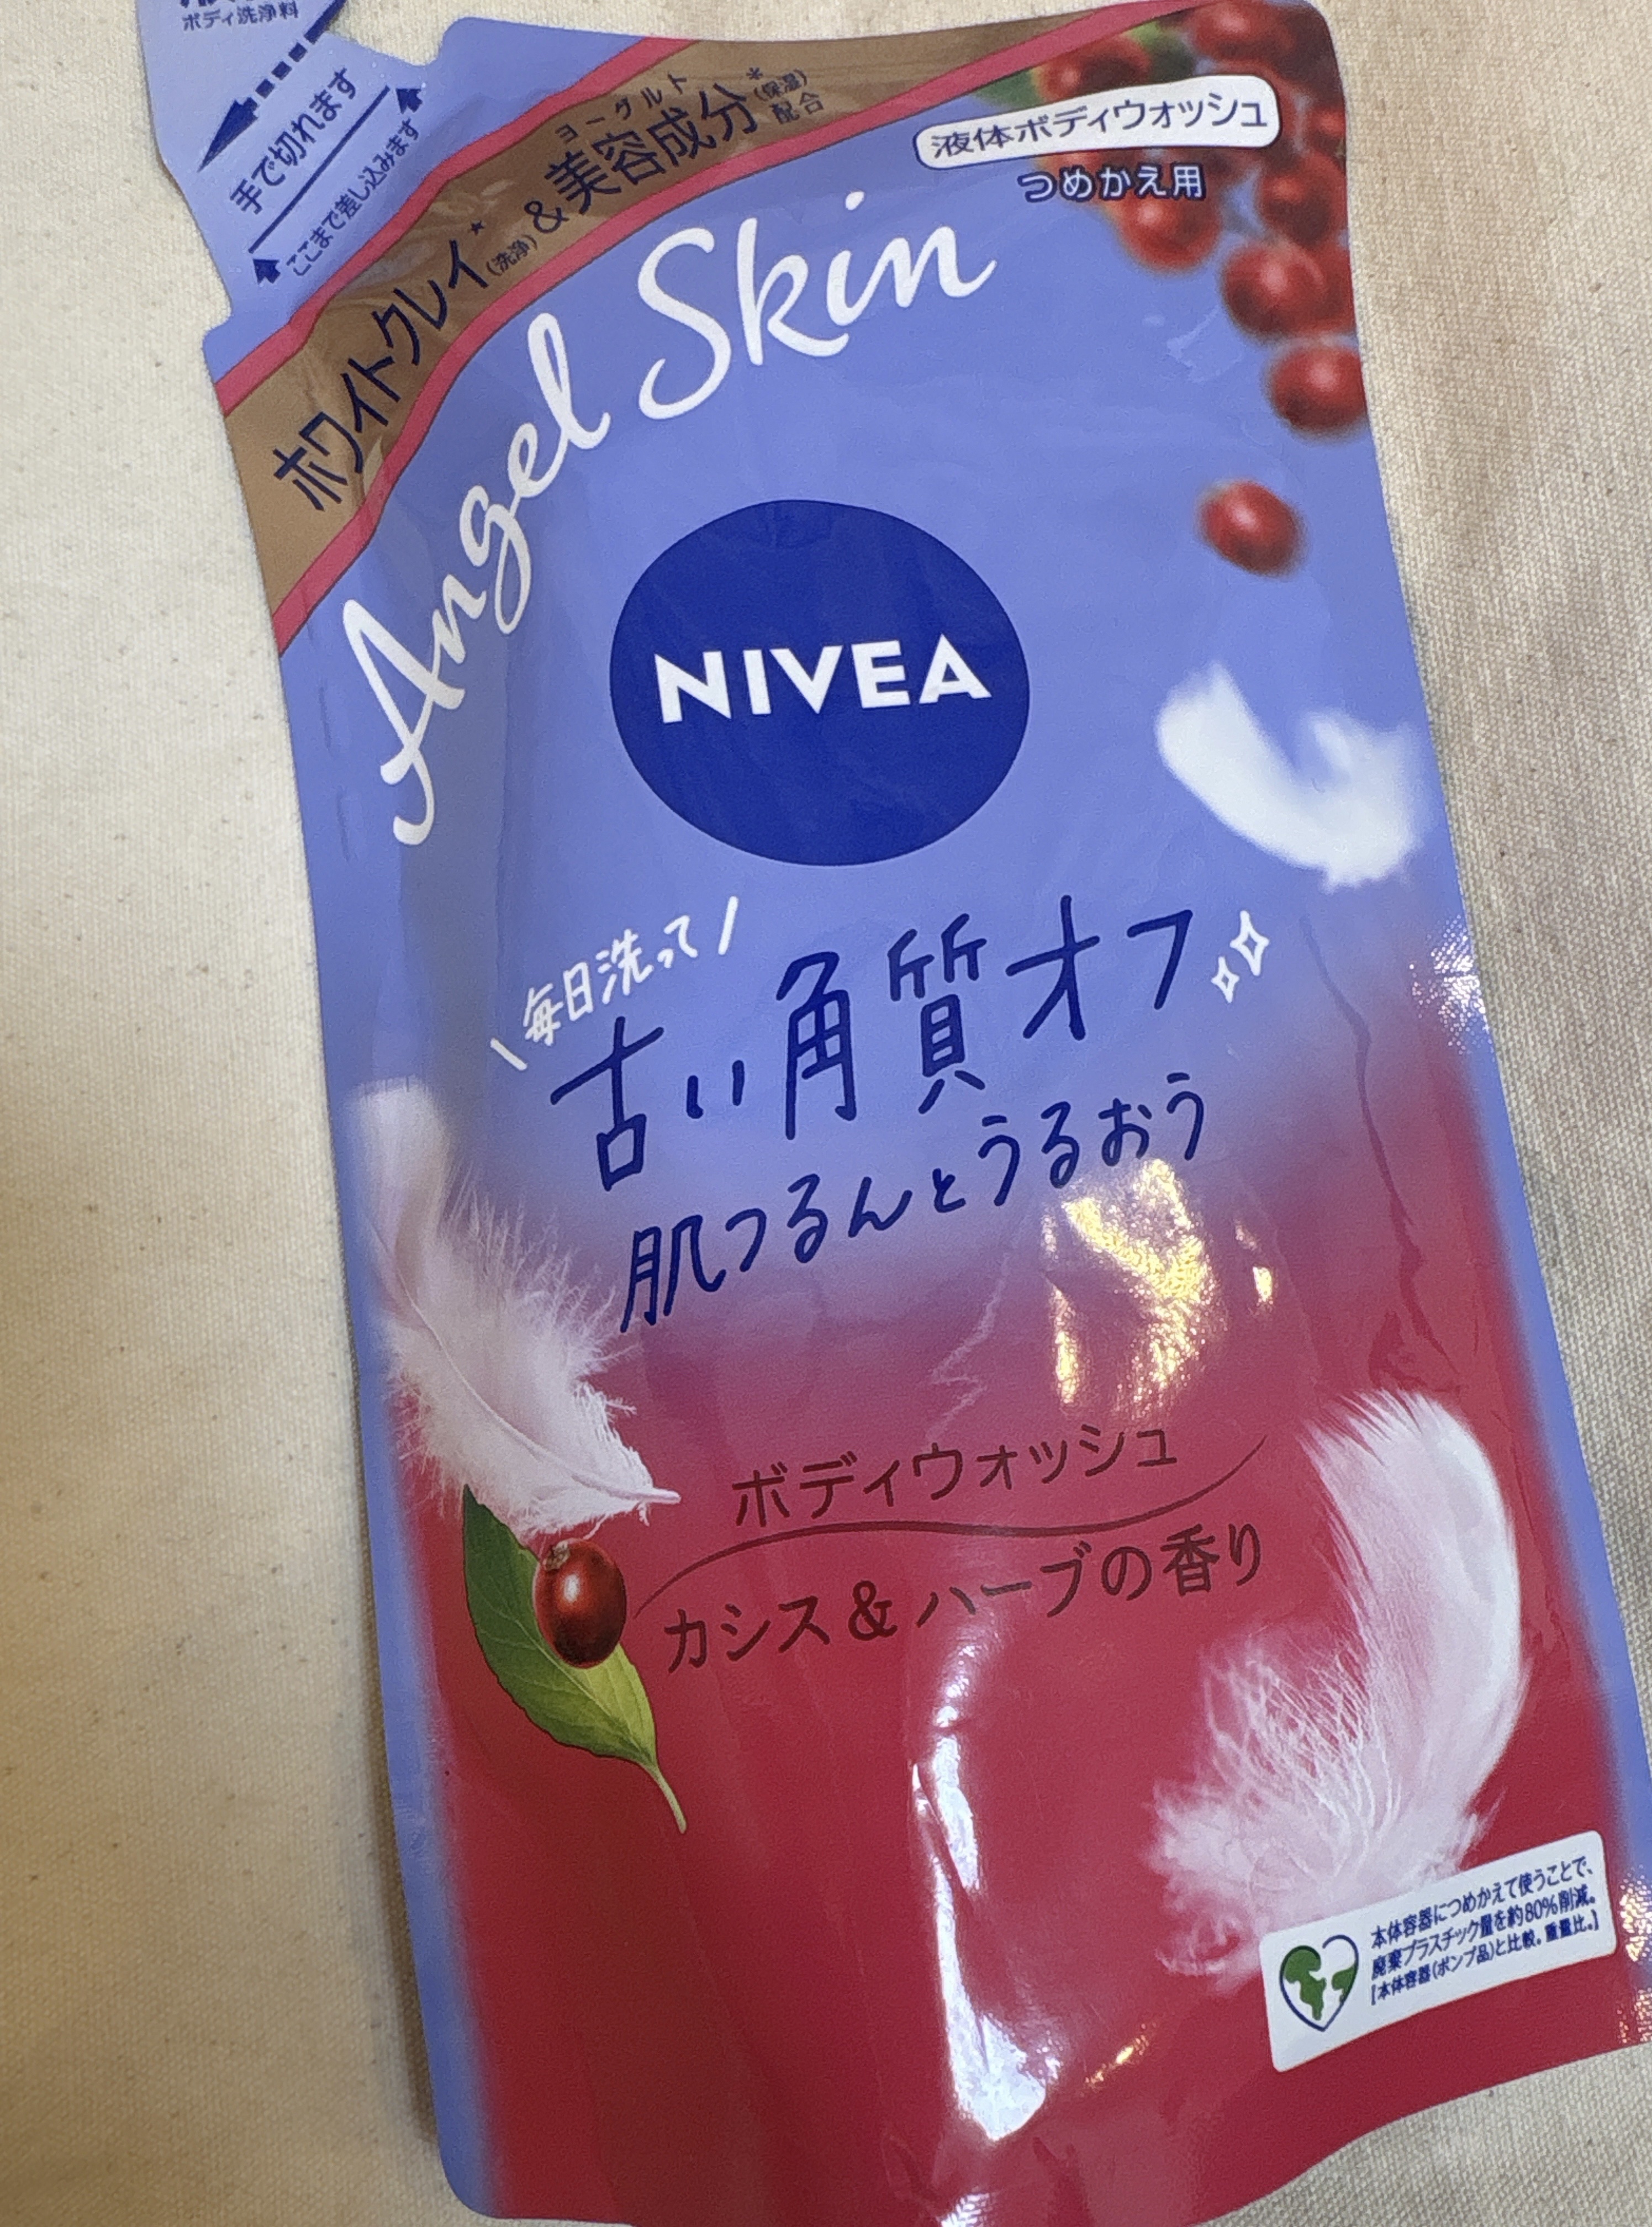 ボディ洗浄料
手で切れます
ここまで差し込みます
ホワイトクレイ*(洗浄)&美容成分*(保湿)配合
ヨーグルト
液体ボディウォッシュ
つめかえ用
Angel Skin
NIVEA
毎日洗って
古い角質オフ
肌つるんとうるおう
ボディウォッシュ
カシス&ハーブの香り
本体容器につめかえて使うことで、
廃棄プラスチック量を約80%削減。
[本体容器(ポンプ品)と比較。重量比。]